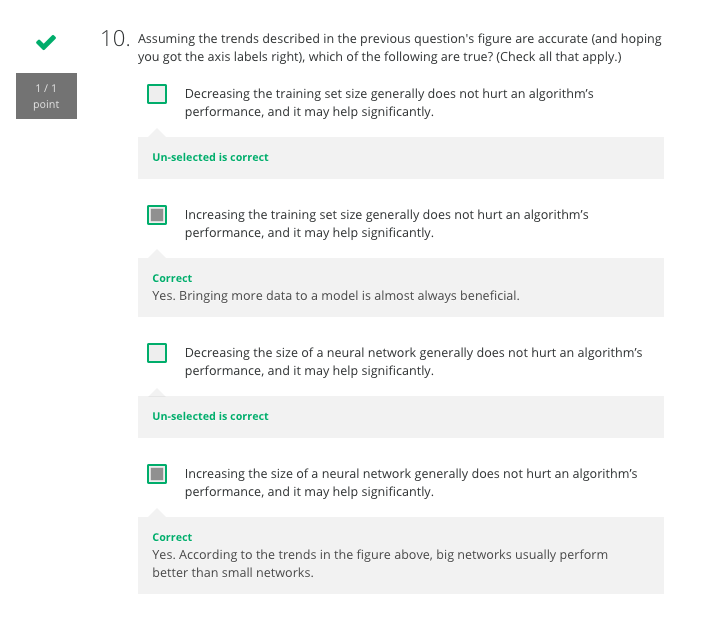 10. Assuming the trends described in the previous question's figure are accurate (and hoping
you got the axis labels right), which of the following are true? (Check all that apply.)
1 / 1
point
Decreasing the training set size generally does not hurt an algorithm's
performance, and it may help significantly.
Un-selected is correct
Increasing the training set size generally does not hurt an algorithm's
performance, and it may help significantly.
Correct
Yes. Bringing more data to a model is almost always beneficial.
Decreasing the size of a neural network generally does not hurt an algorithm's
performance, and it may help significantly.
Un-selected is correct
Increasing the size of a neural network generally does not hurt an algorithm's
performance, and it may help significantly.
Correct
Yes. According to the trends in the figure above, big networks usually perform
better than small networks.